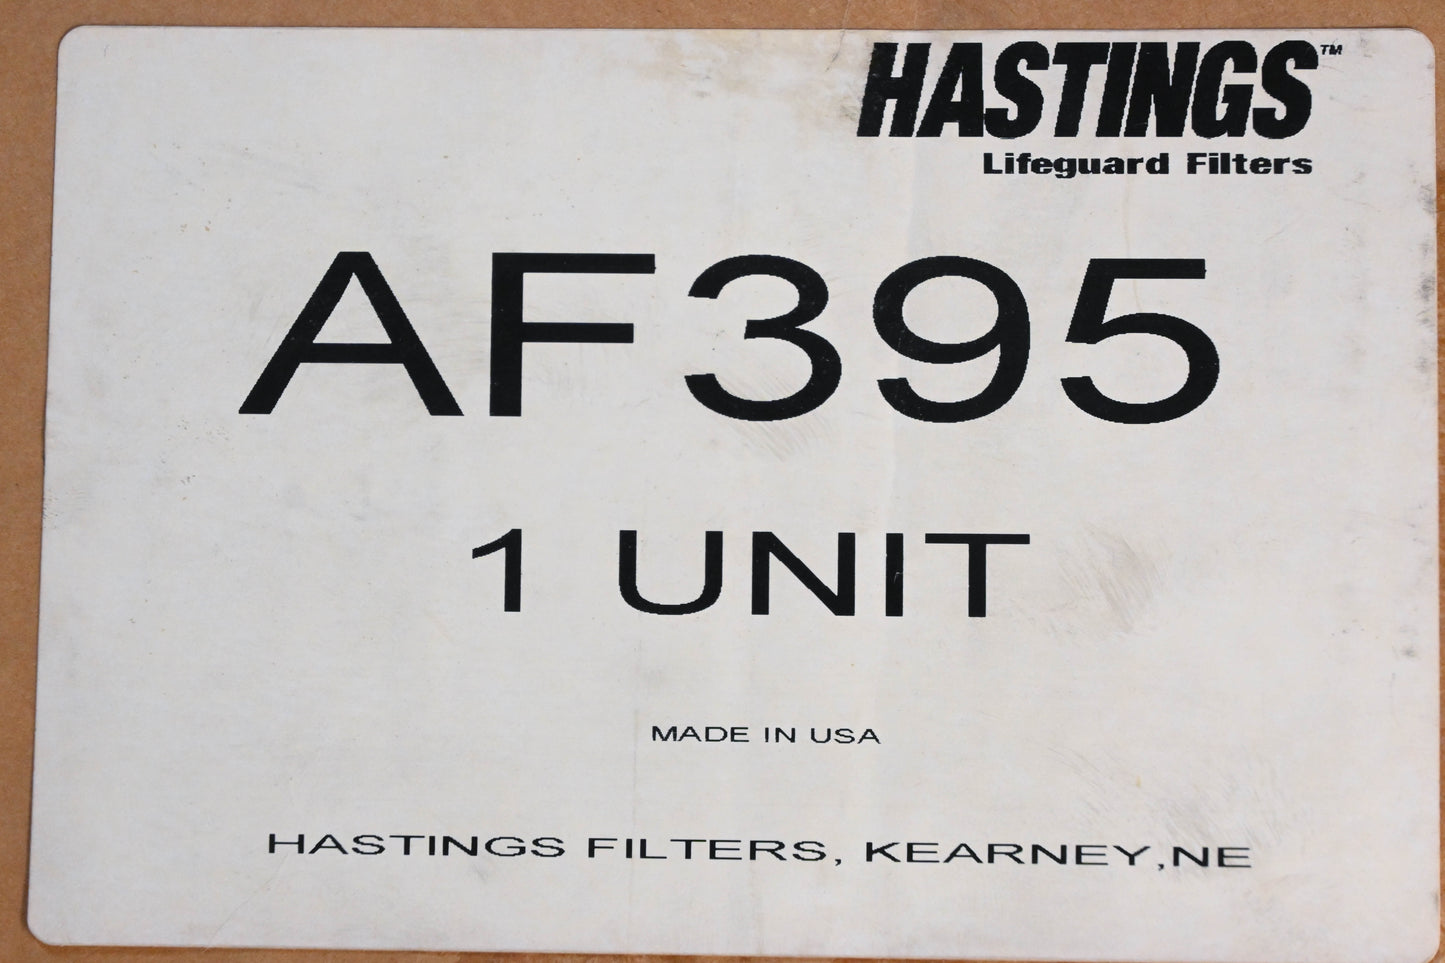 HASTINGS™
Lifeguard Filters
AF395
1 UNIT
MADE IN USA
HASTINGS FILTERS, KEARNEY,NE